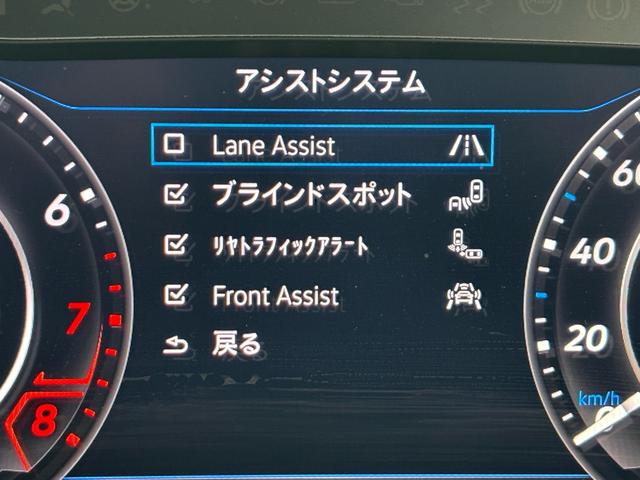 アシストシステム
Lane Assist
ブラインドスポット
リヤトラフィックアラート
Front Assist
戻る
6
7
8
60
40
20
km/h
0